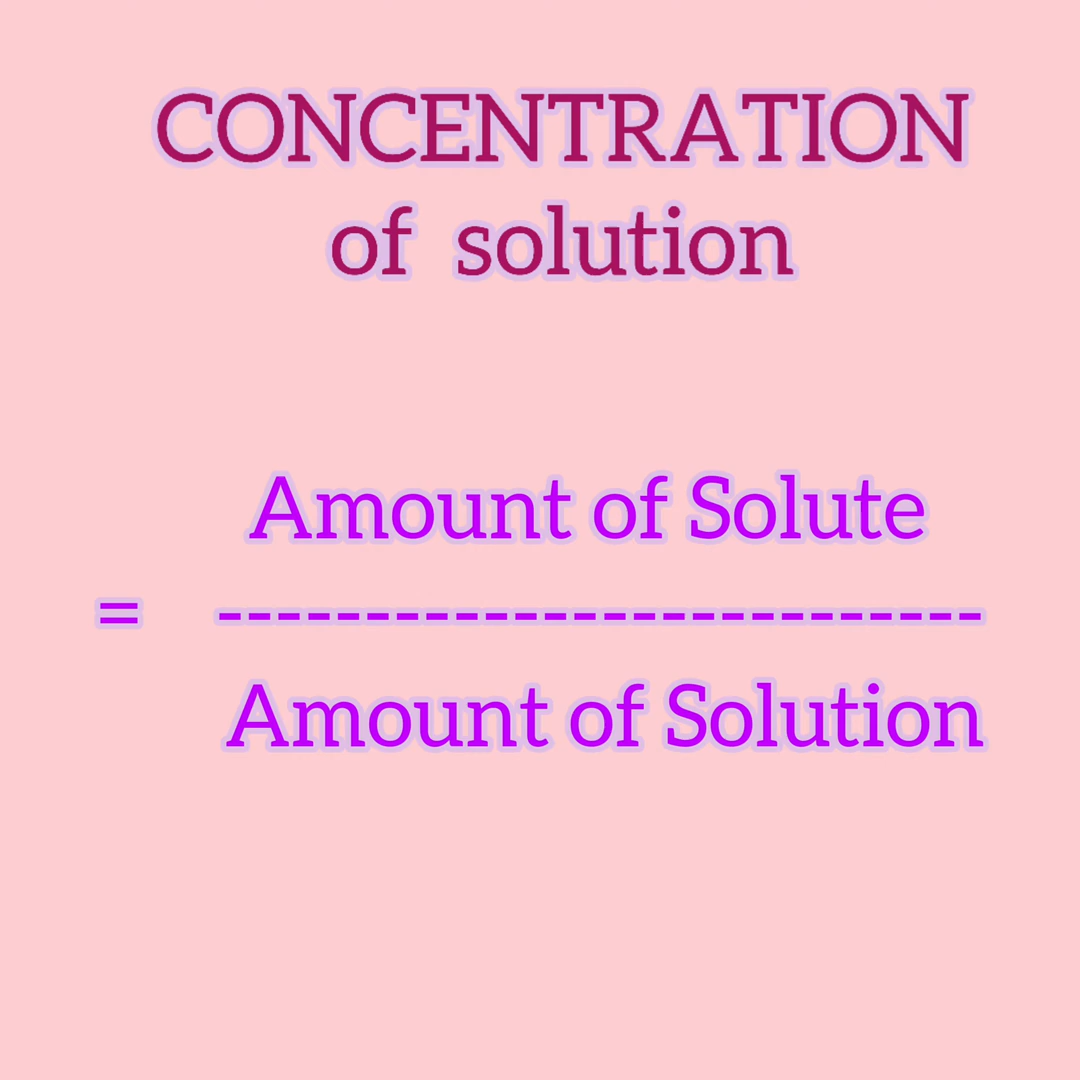 CONCENTRATION
of solution
Amount of Solute
= --------------------------
Amount of Solution